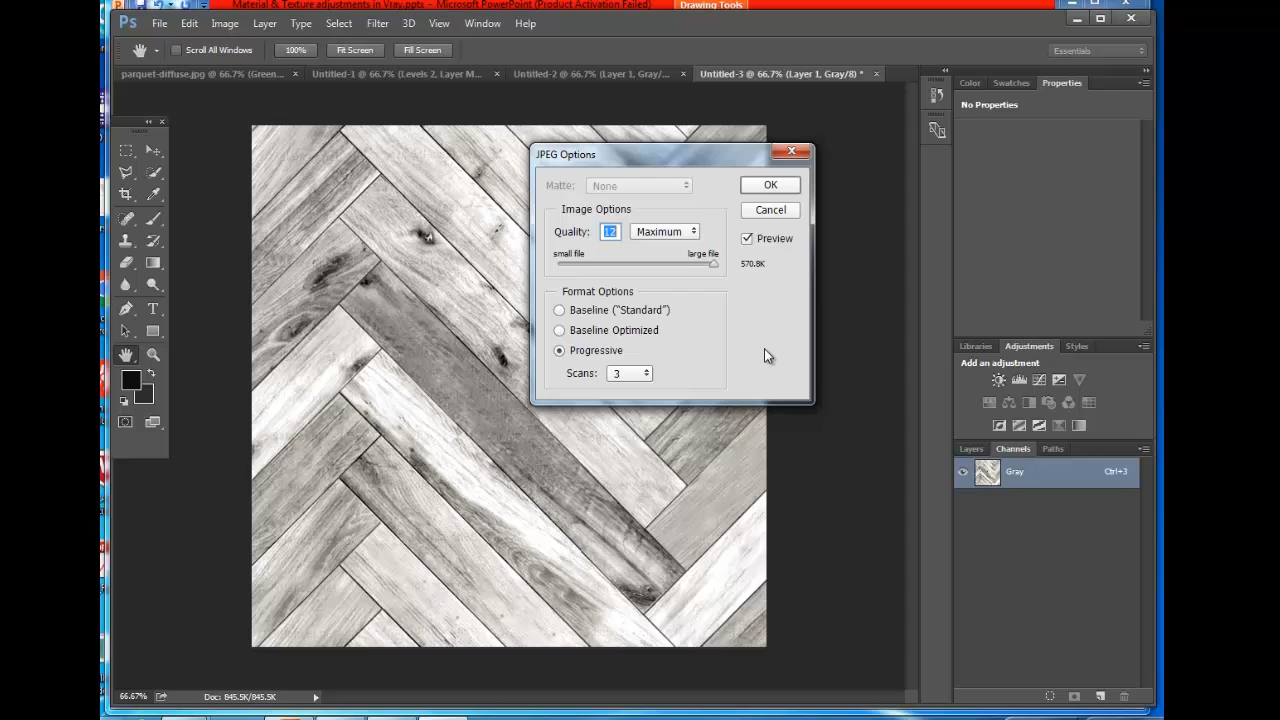 Material & Texture adjustments in Vray.ppts - Microsoft PowerPoint (Product Activation Failed)
Drawing Tools
Ps File Edit Image Layer Type Select Filter 3D View Window Help
Scroll All Windows 100% Fit Screen Fill Screen Essentials
parquet-diffuse.jpg @ 66.7% (Green... × Untitled-1 @ 66.7% (Levels 2, Layer M... × Untitled-2 @ 66.7% (Layer 1, Gray/... × Untitled-3 @ 66.7% (Layer 1, Gray/8) * ×
Color Swatches Properties
No Properties
JPEG Options
Matte: None
OK
Image Options
Cancel
Quality: 12 Maximum
Preview
small file large file
570.8K
Format Options
Baseline ("Standard")
Baseline Optimized
Progressive
Scans: 3
Libraries Adjustments Styles
Add an adjustment
Layers Channels Paths
Gray Ctrl+3
T
66.67% Doc: 845.5K/845.5K